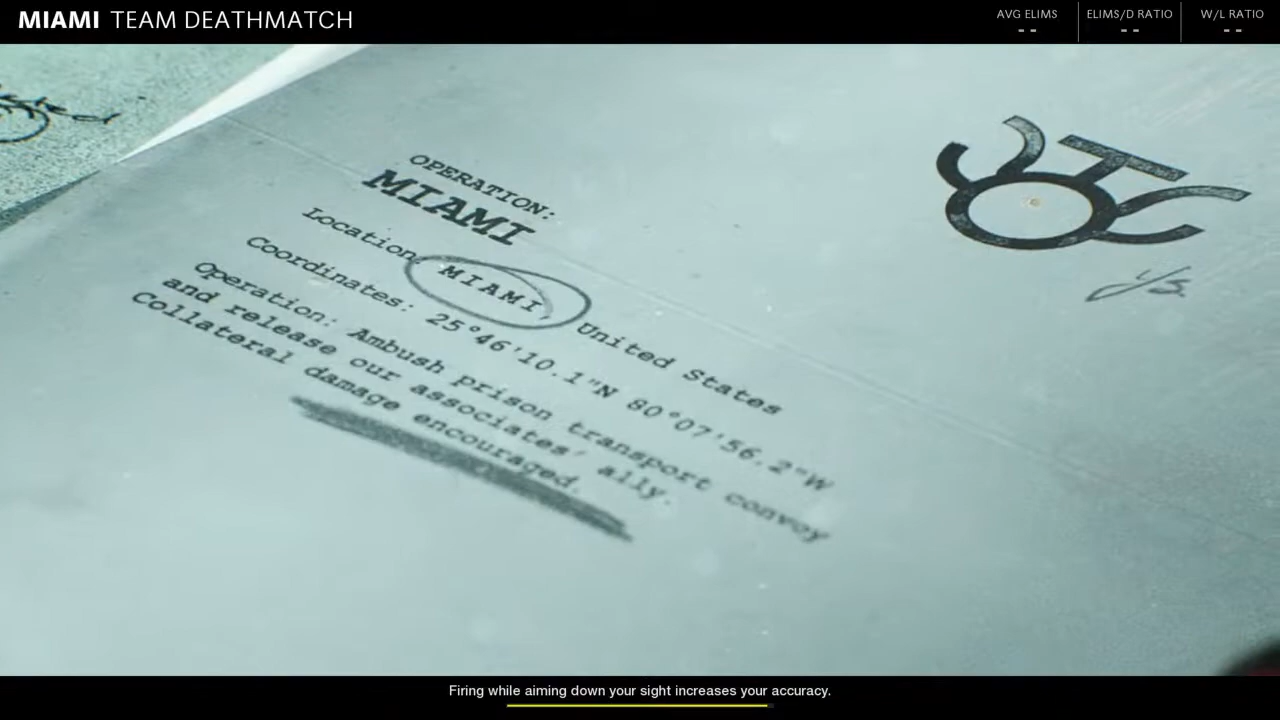 MIAMI TEAM DEATHMATCH
AVG ELIMS
--
ELIMS/D RATIO
--
W/L RATIO
--
OPERATION:
MIAMI
Location: MIAMI, United States
Coordinates: 25°46'10.1"N 80°07'56.2"W
Operation: Ambush prison transport convoy
and release our associates' ally.
Collateral damage encouraged.
Firing while aiming down your sight increases your accuracy.